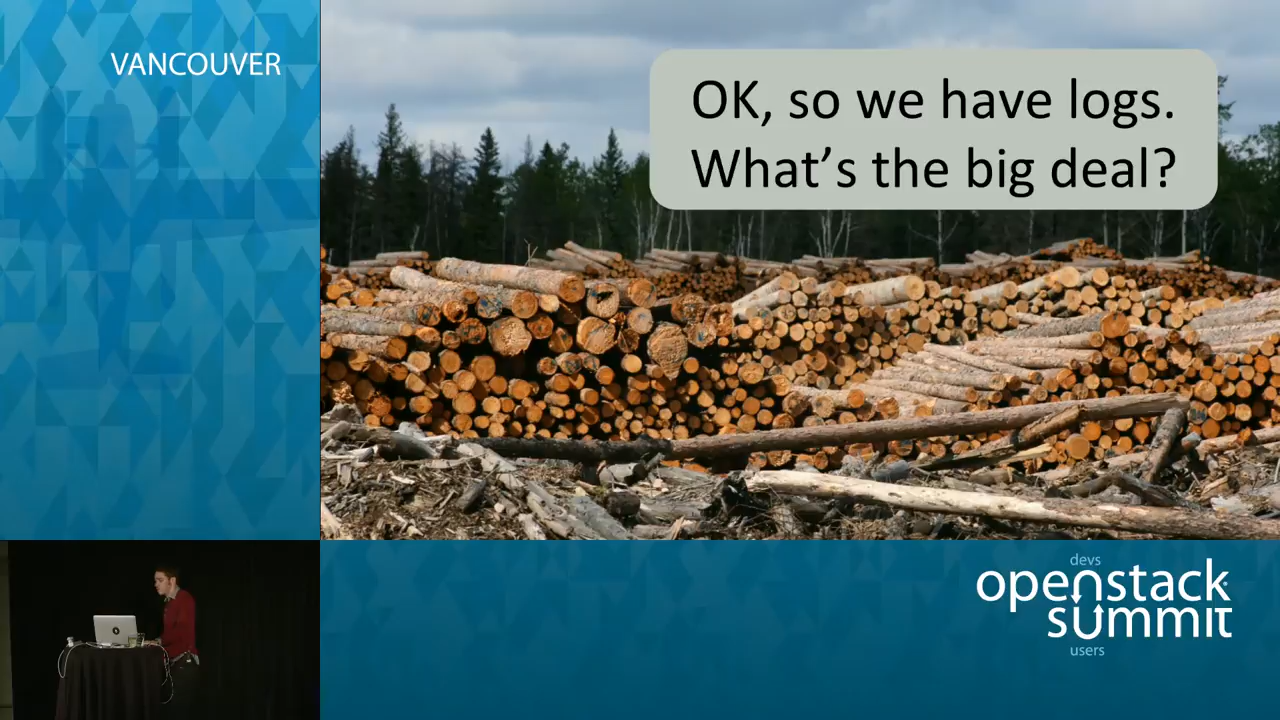 VANCOUVER
OK, so we have logs.
What's the big deal?
devs
openstack
summit
users